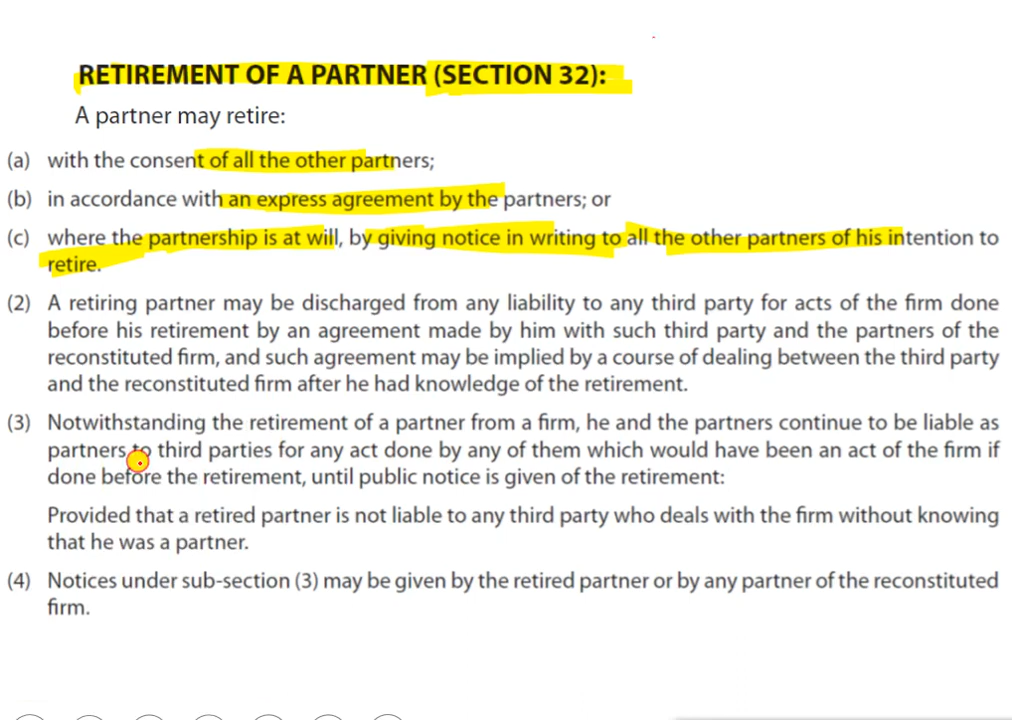 RETIREMENT OF A PARTNER (SECTION 32):
A partner may retire:
(a) with the consent of all the other partners;
(b) in accordance with an express agreement by the partners; or
(c) where the partnership is at will, by giving notice in writing to all the other partners of his intention to
retire.
(2) A retiring partner may be discharged from any liability to any third party for acts of the firm done
before his retirement by an agreement made by him with such third party and the partners of the
reconstituted firm, and such agreement may be implied by a course of dealing between the third party
and the reconstituted firm after he had knowledge of the retirement.
(3) Notwithstanding the retirement of a partner from a firm, he and the partners continue to be liable as
partners to third parties for any act done by any of them which would have been an act of the firm if
done before the retirement, until public notice is given of the retirement:
Provided that a retired partner is not liable to any third party who deals with the firm without knowing
that he was a partner.
(4) Notices under sub-section (3) may be given by the retired partner or by any partner of the reconstituted
firm.